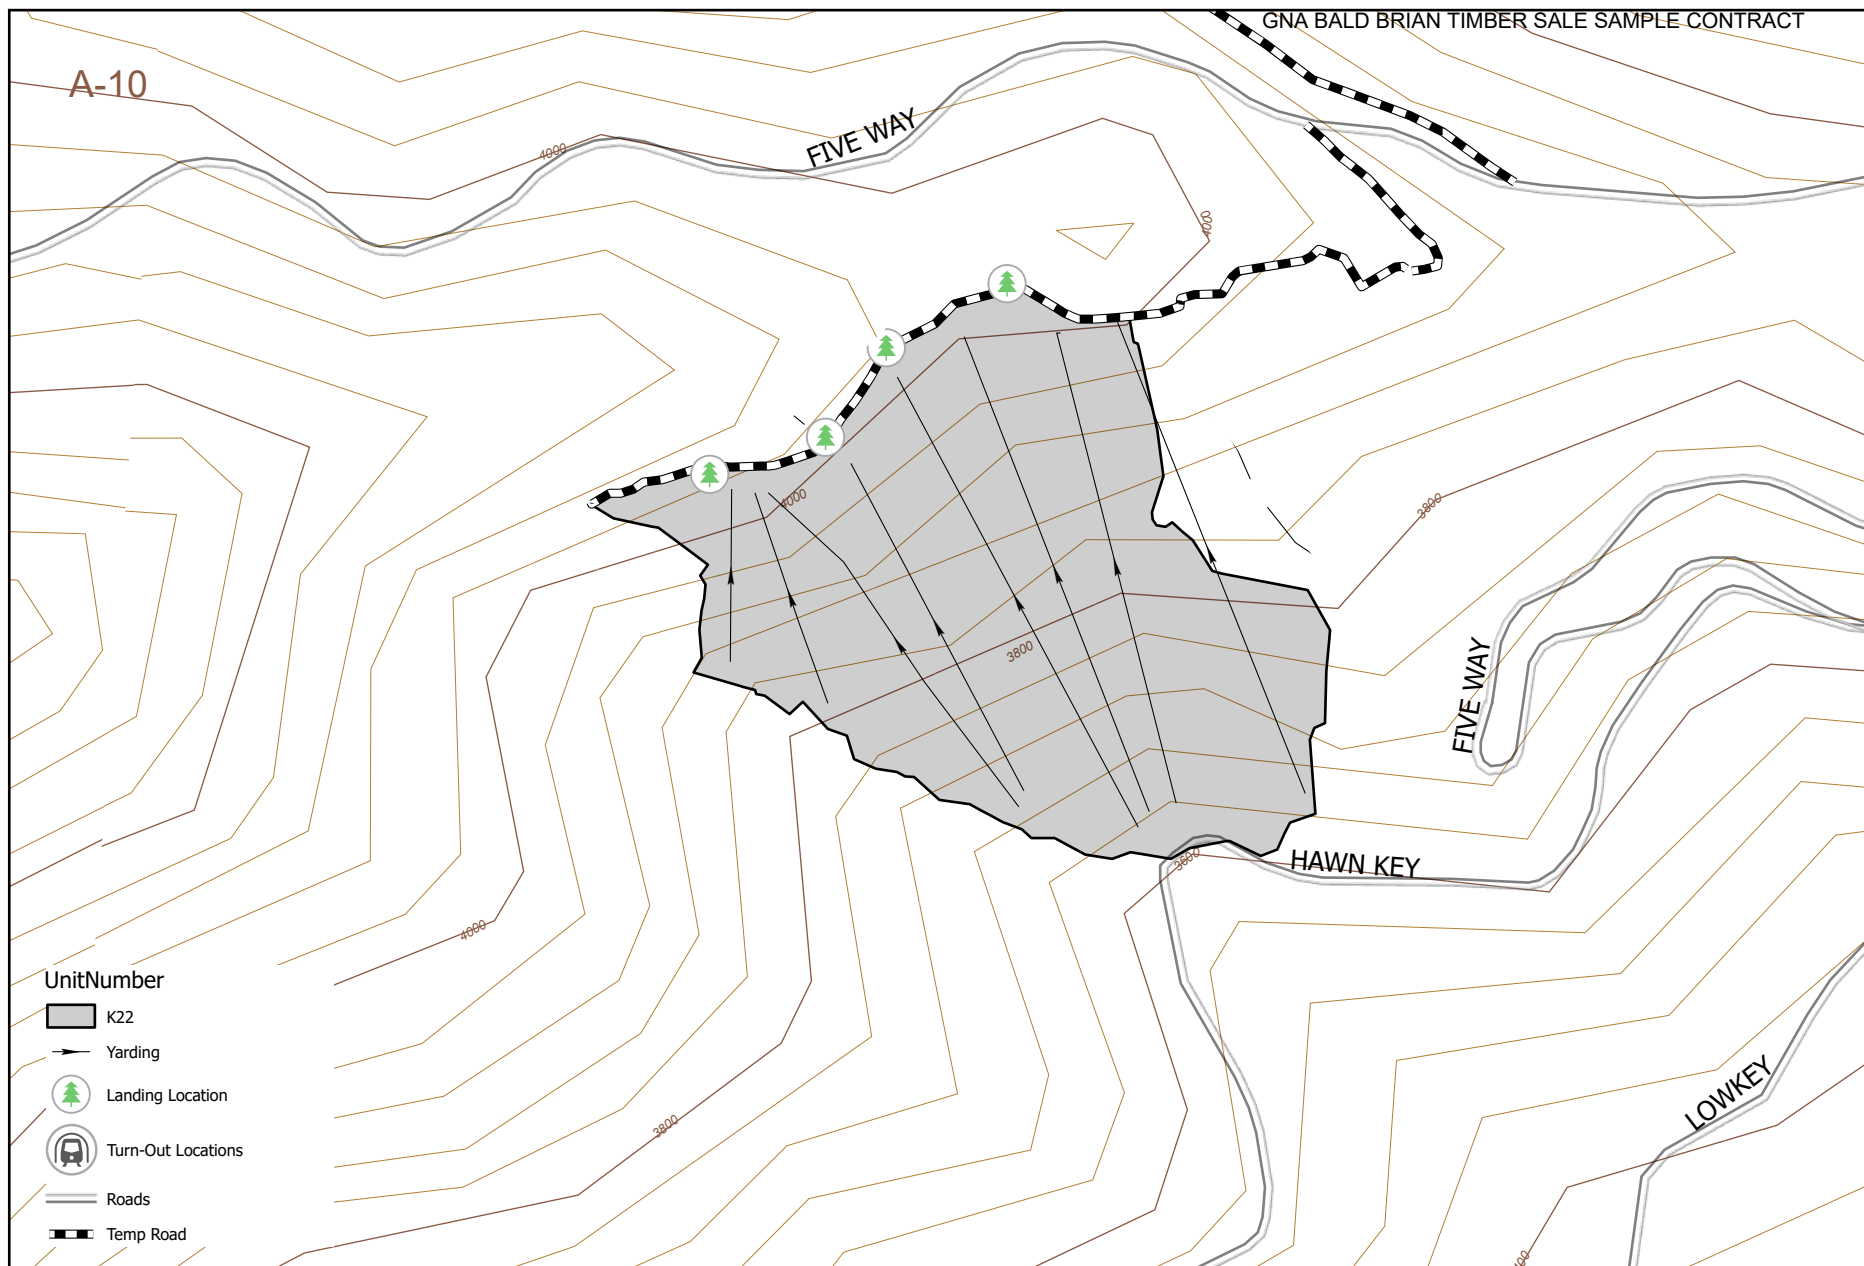 GNA BALD BRIAN TIMBER SALE SAMPLE CONTRACT
A-10
FIVE WAY
4000
4000
4000
3800
3800
FIVE WAY
3600
HAWN KEY
4000
UnitNumber
K22
Yarding
Landing Location
Turn-Out Locations
Roads
Temp Road
3800
LOWKEY